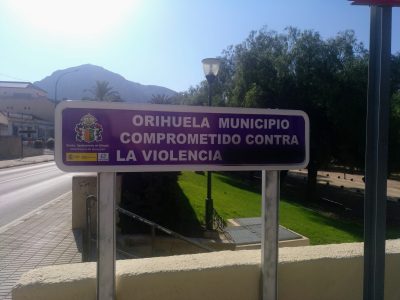 ORIHUELA MUNICIPIO
COMPROMETIDO CONTRA
LA VIOLENCIA